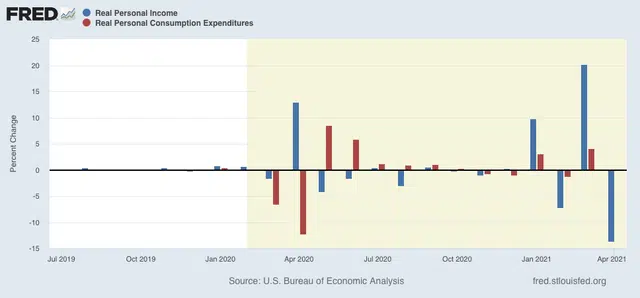 FRED
Real Personal Income
Real Personal Consumption Expenditures
25
20
15
10
5
0
-5
-10
-15
Percent Change
Jul 2019
Oct 2019
Jan 2020
Apr 2020
Jul 2020
Oct 2020
Jan 2021
Apr 2021
Source: U.S. Bureau of Economic Analysis
fred.stlouisfed.org